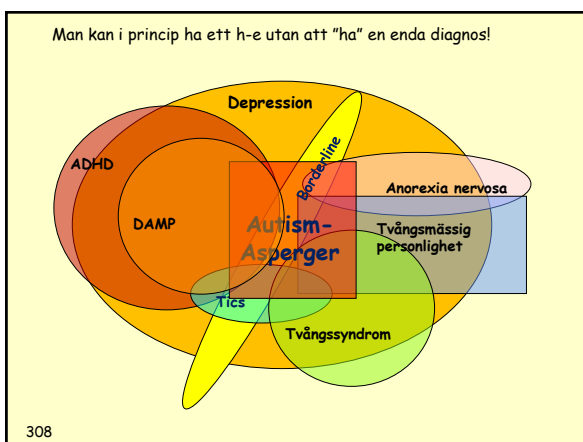 Man kan i princip ha ett h-e utan att ”ha” en enda diagnos!
Depression
Borderline
ADHD
Anorexia nervosa
DAMP
Autism-
Asperger
Tvångsmässig
personlighet
Tics
Tvångssyndrom
308